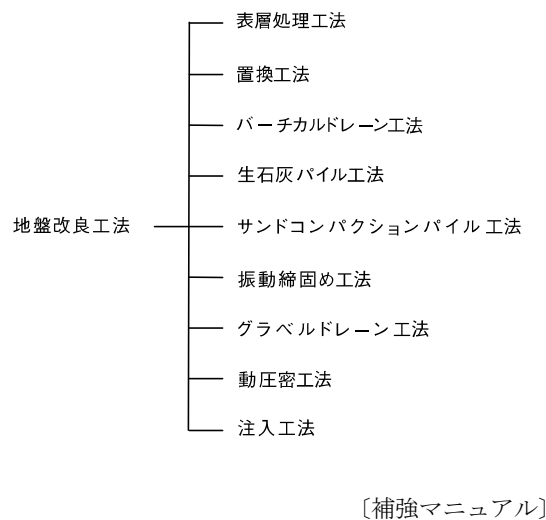 表層処理工法
置換工法
バーチカルドレーン工法
生石灰パイル工法
地盤改良工法
サンドコンパクションパイル工法
振動締固め工法
グラベルドレーン工法
動圧密工法
注入工法
〔補強マニュアル〕